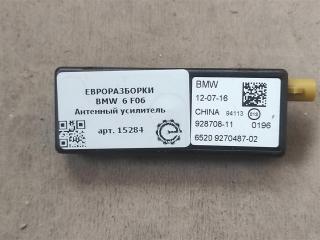 ЕВРОРАЗБОРКИ
BMW 6 F06
Антенный усилитель
арт. 15284
BMW
12-07-16
CHINA 94113
928708-11 0196
6520 9270487-02